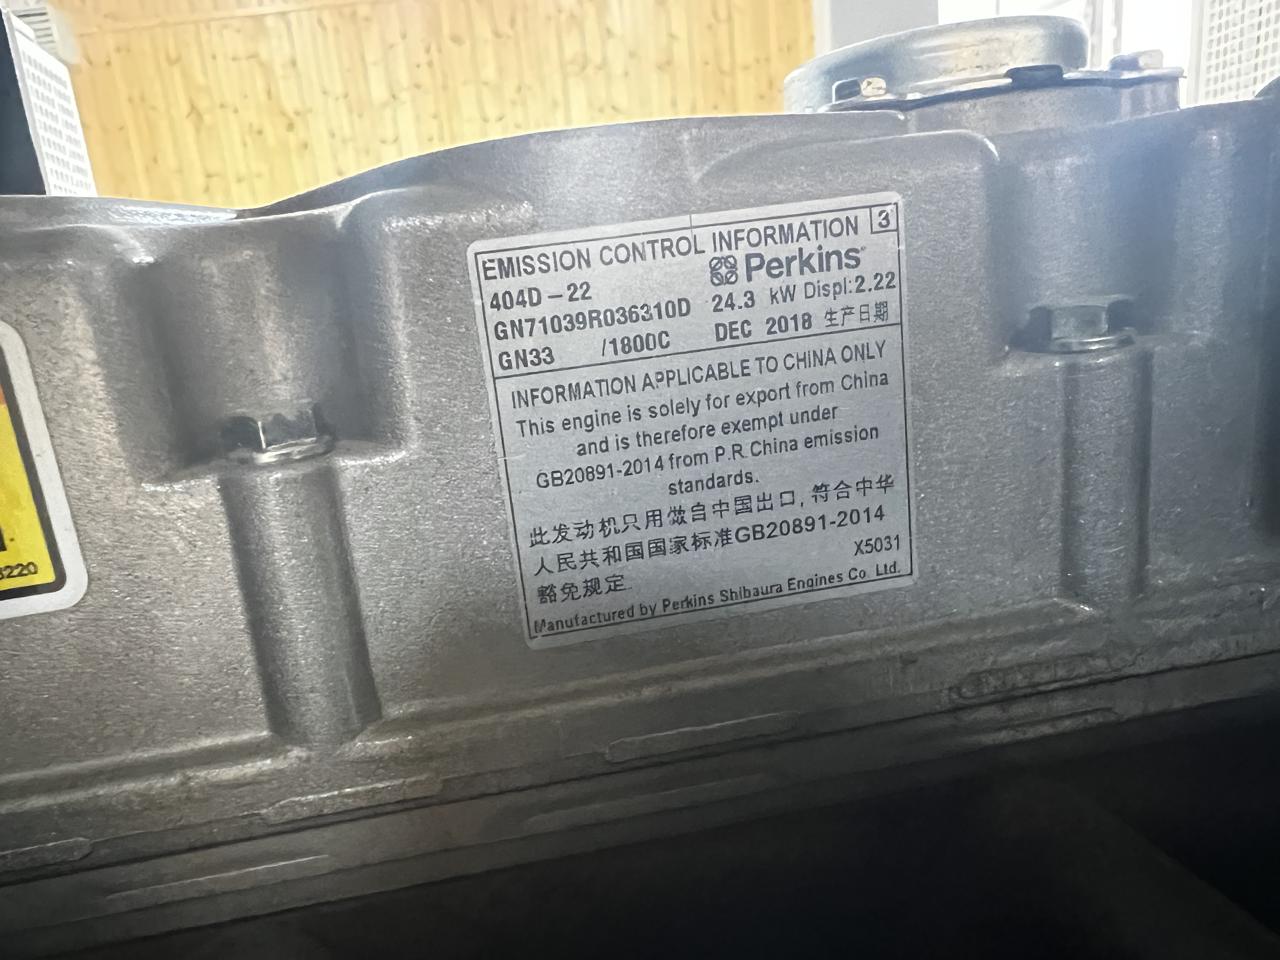 EMISSION CONTROL INFORMATION 3
404D-22 Perkins
GN71039R036310D 24.3 kW Displ:2.22
GN33 /1800C DEC 2018 生产日期
INFORMATION APPLICABLE TO CHINA ONLY
This engine is solely for export from China
and is therefore exempt under
GB20891-2014 from P.R.China emission
standards.
此发动机只用做自中国出口, 符合中华
人民共和国国家标准GB20891-2014
豁免规定.
X5031
Manufactured by Perkins Shibaura Engines Co. Ltd.